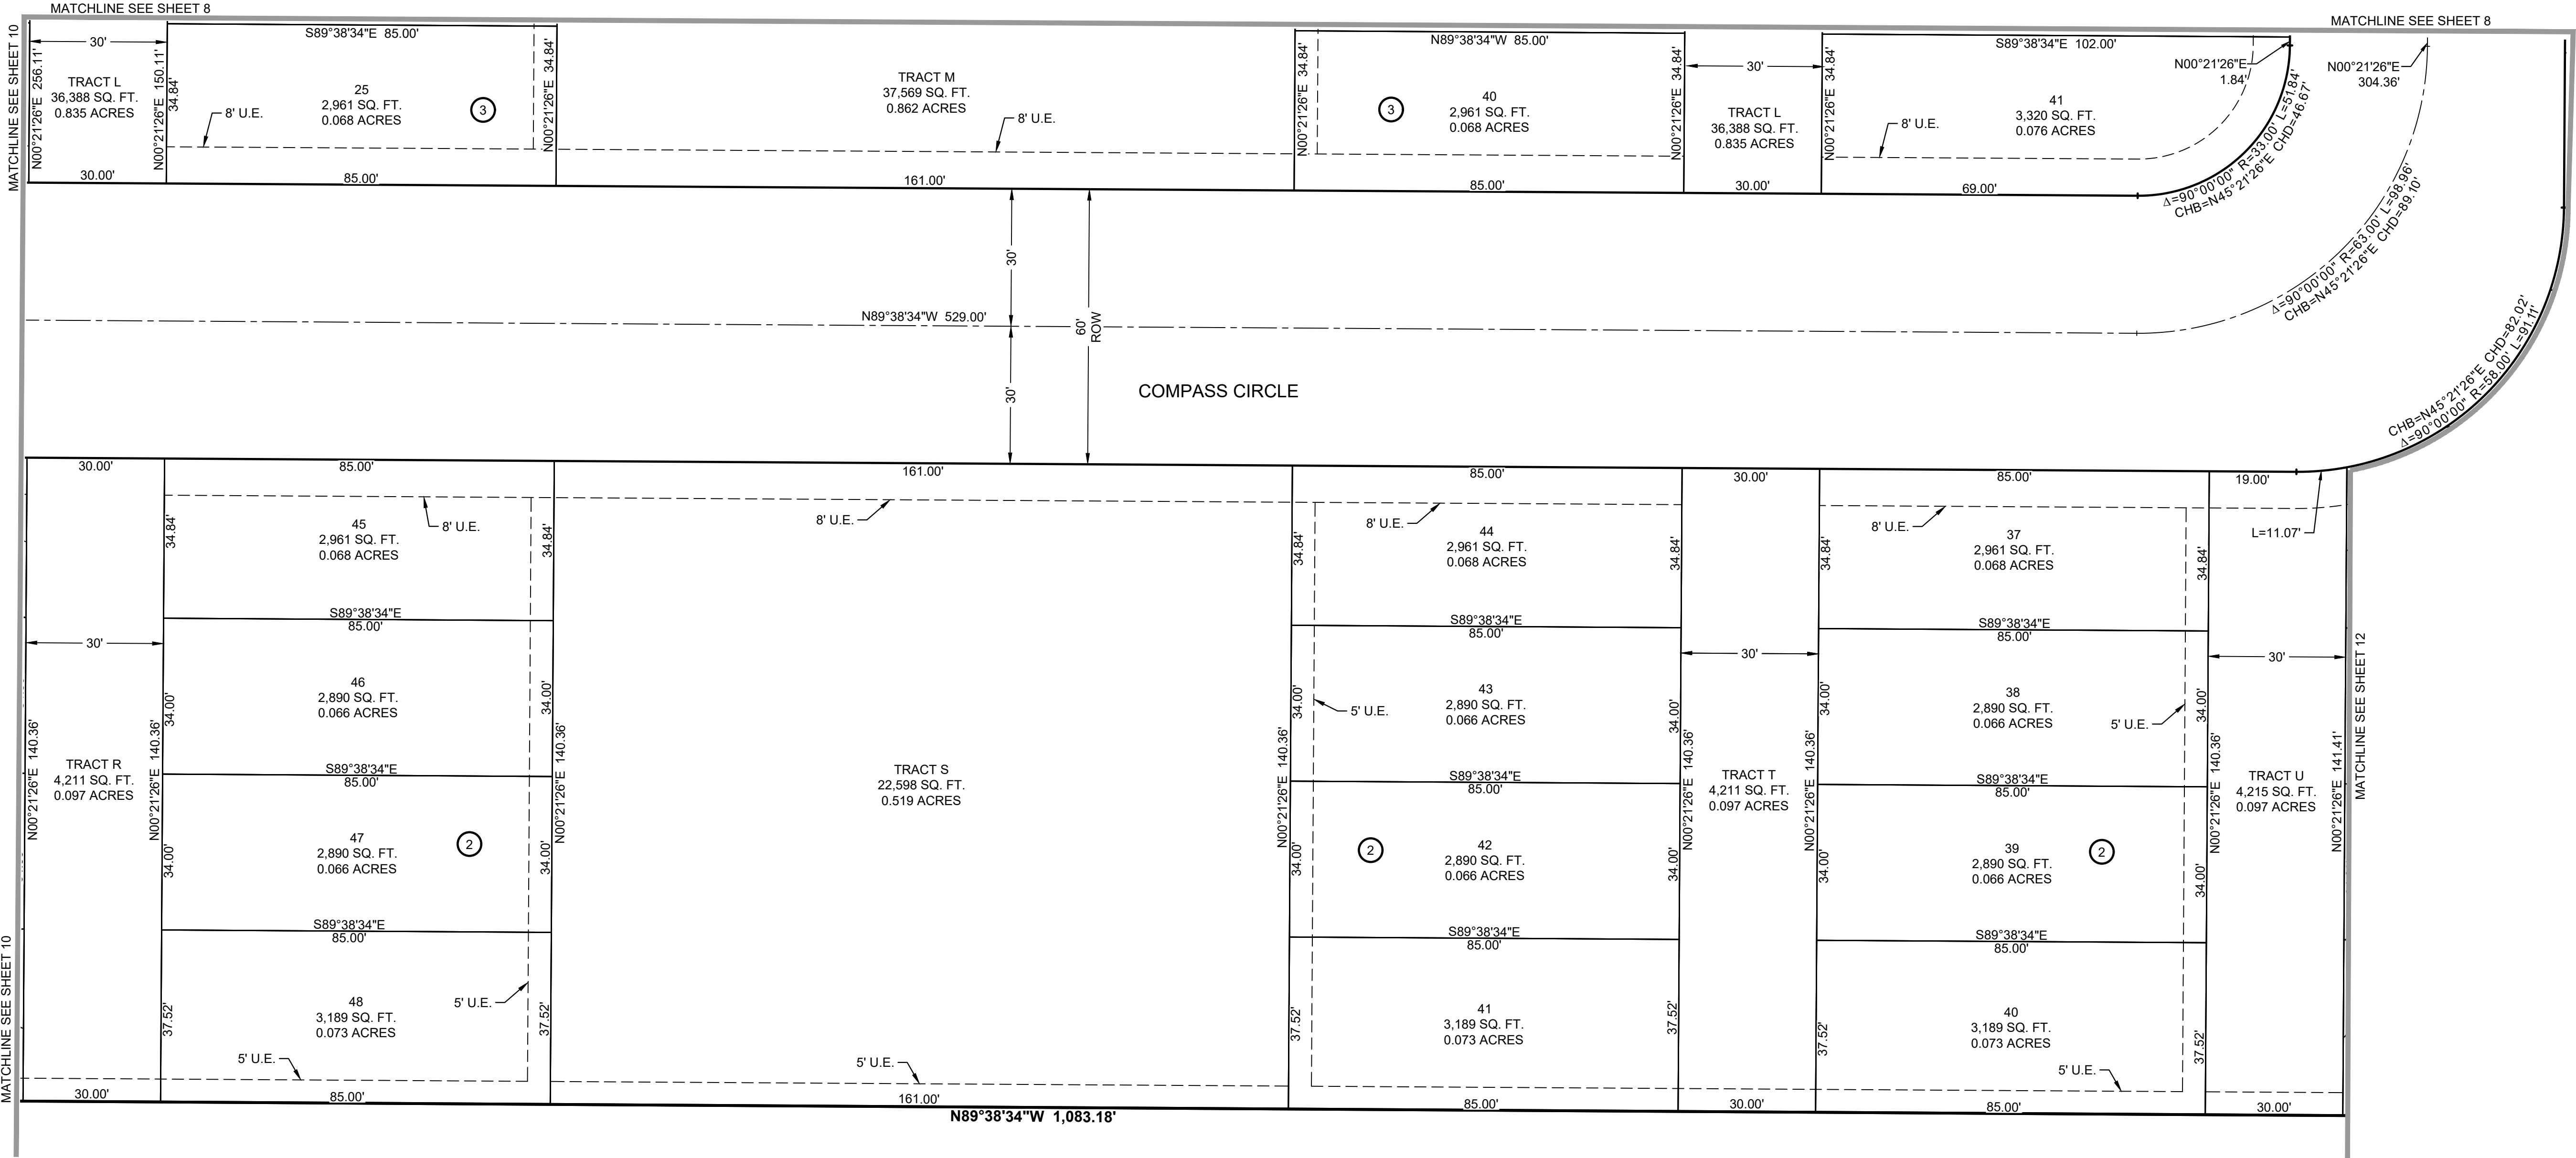 MATCHLINE SEE SHEET 8
MATCHLINE SEE SHEET 8
MATCHLINE SEE SHEET 10
30'
N00°21'26"E 256.11'
TRACT L
36,388 SQ. FT.
0.835 ACRES
30.00'
N00°21'26"E 150.11'
34.84'
S89°38'34"E 85.00'
25
2,961 SQ. FT.
0.068 ACRES
3
8' U.E.
85.00'
N00°21'26"E 34.84'
TRACT M
37,569 SQ. FT.
0.862 ACRES
8' U.E.
161.00'
N00°21'26"E 34.84'
N89°38'34"W 85.00'
3
40
2,961 SQ. FT.
0.068 ACRES
85.00'
N00°21'26"E 34.84'
30'
TRACT L
36,388 SQ. FT.
0.835 ACRES
30.00'
N00°21'26"E 34.84'
S89°38'34"E 102.00'
41
3,320 SQ. FT.
0.076 ACRES
8' U.E.
69.00'
N00°21'26"E
1.84'
N00°21'26"E
304.36'
Δ=90°00'00" R=33.00' L=51.84'
CHB=N45°21'26"E CHD=46.67'
Δ=90°00'00" R=63.00' L=98.96'
CHB=N45°21'26"E CHD=89.10'
CHB=N45°21'26"E CHD=82.02'
Δ=90°00'00" R=58.00' L=91.11'
30'
30'
60'
ROW
N89°38'34"W 529.00'
COMPASS CIRCLE
30.00'
85.00'
161.00'
85.00'
30.00'
85.00'
19.00'
L=11.07'
30'
N00°21'26"E 140.36'
TRACT R
4,211 SQ. FT.
0.097 ACRES
N00°21'26"E 140.36'
30.00'
34.84'
45
2,961 SQ. FT.
0.068 ACRES
8' U.E.
34.84'
S89°38'34"E
85.00'
34.00'
46
2,890 SQ. FT.
0.066 ACRES
34.00'
S89°38'34"E
85.00'
34.00'
47
2,890 SQ. FT.
0.066 ACRES
2
34.00'
S89°38'34"E
85.00'
37.52'
48
3,189 SQ. FT.
0.073 ACRES
5' U.E.
37.52'
5' U.E.
85.00'
N00°21'26"E 140.36'
8' U.E.
TRACT S
22,598 SQ. FT.
0.519 ACRES
5' U.E.
161.00'
N00°21'26"E 140.36'
34.84'
8' U.E.
44
2,961 SQ. FT.
0.068 ACRES
34.84'
S89°38'34"E
85.00'
34.00'
5' U.E.
43
2,890 SQ. FT.
0.066 ACRES
34.00'
S89°38'34"E
85.00'
34.00'
2
42
2,890 SQ. FT.
0.066 ACRES
34.00'
S89°38'34"E
85.00'
37.52'
41
3,189 SQ. FT.
0.073 ACRES
37.52'
85.00'
30'
N00°21'26"E 140.36'
TRACT T
4,211 SQ. FT.
0.097 ACRES
N00°21'26"E 140.36'
30.00'
34.84'
8' U.E.
37
2,961 SQ. FT.
0.068 ACRES
34.84'
S89°38'34"E
85.00'
34.00'
38
2,890 SQ. FT.
0.066 ACRES
5' U.E.
34.00'
S89°38'34"E
85.00'
34.00'
39
2,890 SQ. FT.
0.066 ACRES
2
34.00'
S89°38'34"E
85.00'
37.52'
40
3,189 SQ. FT.
0.073 ACRES
37.52'
5' U.E.
85.00'
30'
N00°21'26"E 140.36'
TRACT U
4,215 SQ. FT.
0.097 ACRES
N00°21'26"E 141.41'
30.00'
MATCHLINE SEE SHEET 12
MATCHLINE SEE SHEET 10
N89°38'34"W 1,083.18'